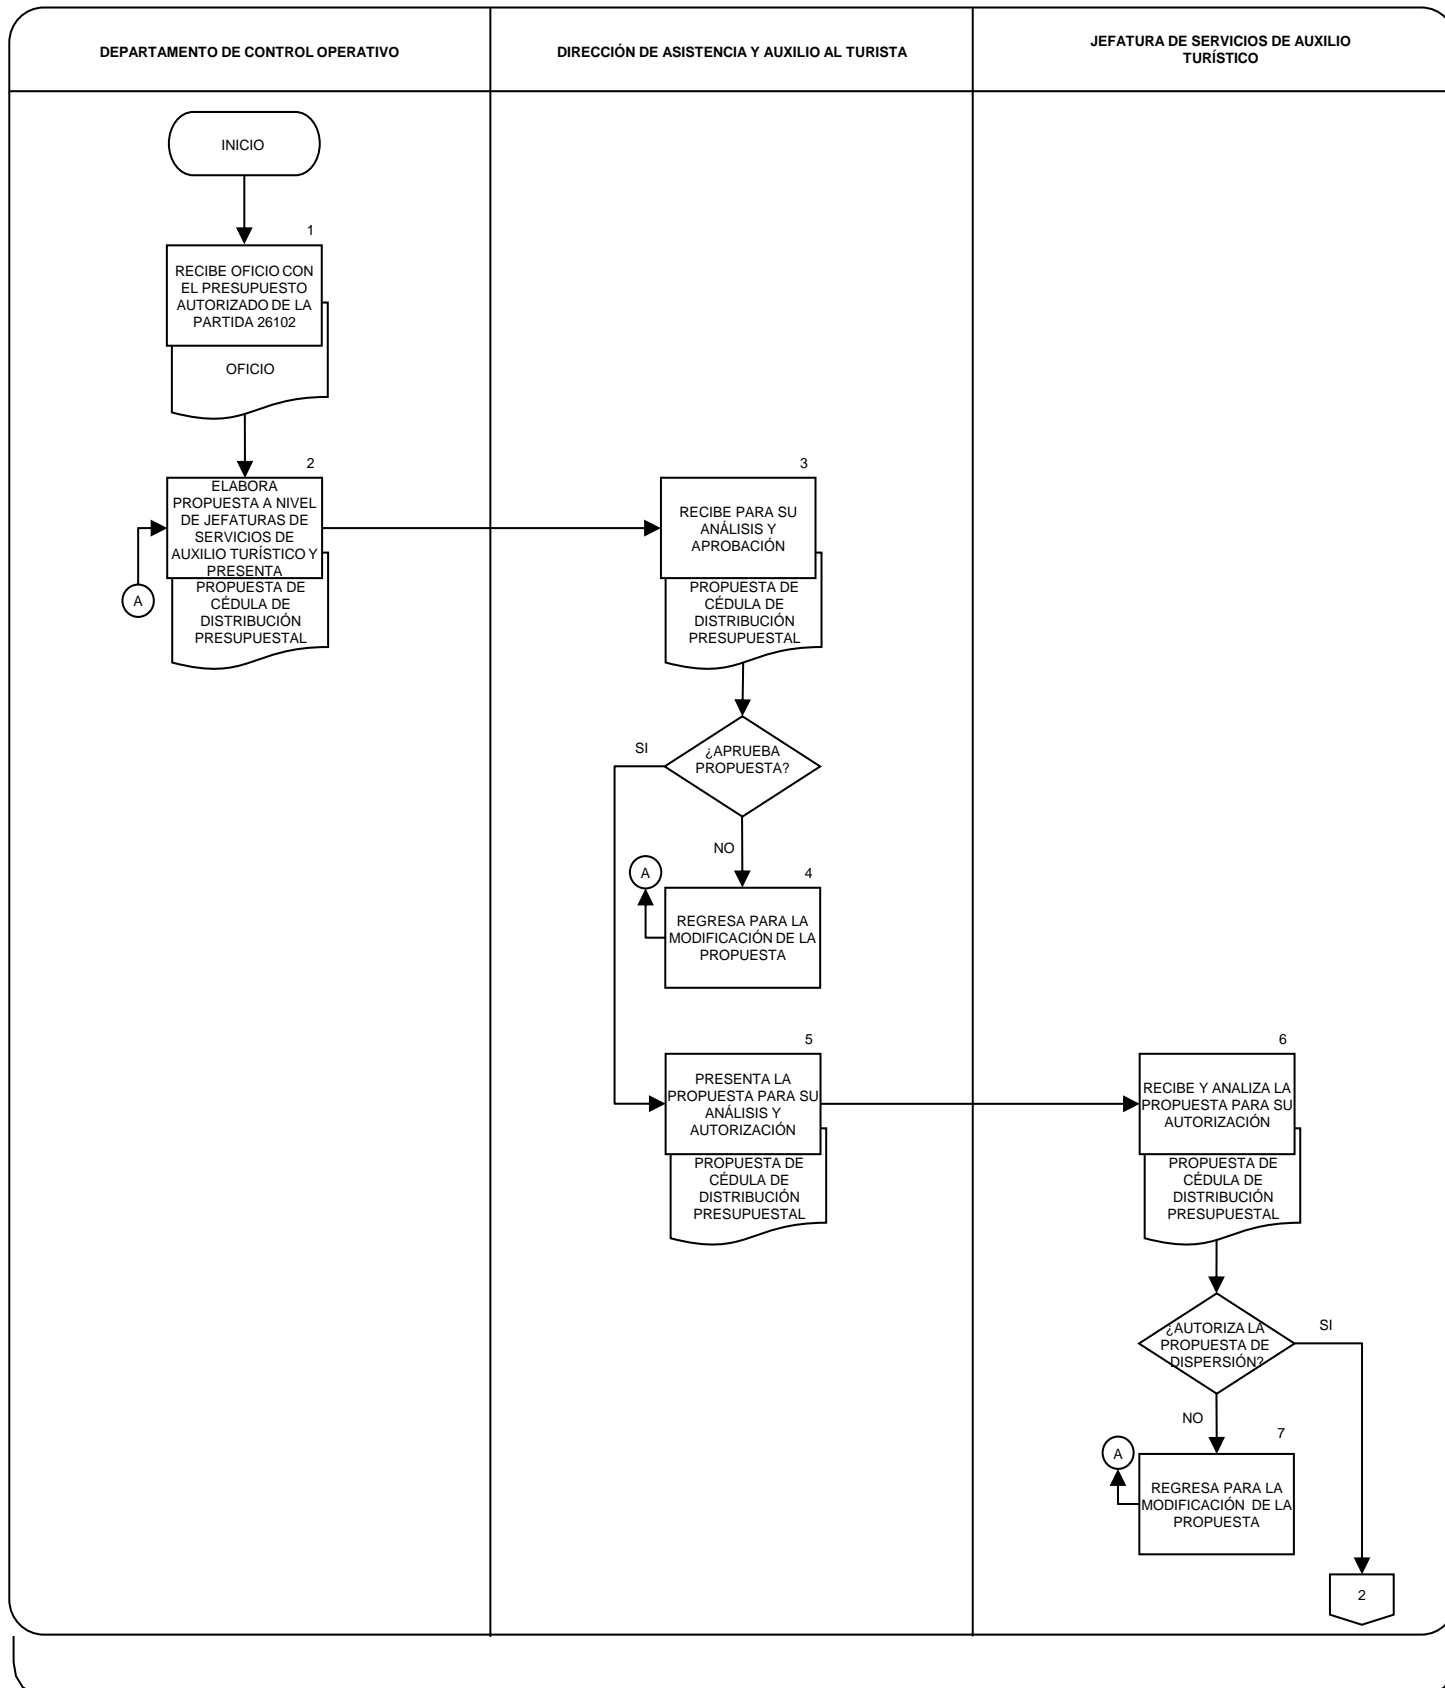 DEPARTAMENTO DE CONTROL OPERATIVO
DIRECCIÓN DE ASISTENCIA Y AUXILIO AL TURISTA
JEFATURA DE SERVICIOS DE AUXILIO
TURÍSTICO
INICIO
1
RECIBE OFICIO CON
EL PRESUPUESTO
AUTORIZADO DE LA
PARTIDA 26102
OFICIO
2
ELABORA
PROPUESTA A NIVEL
DE JEFATURAS DE
SERVICIOS DE
AUXILIO TURÍSTICO Y
PRESENTA
PROPUESTA DE
CÉDULA DE
DISTRIBUCIÓN
PRESUPUESTAL
A
3
RECIBE PARA SU
ANÁLISIS Y
APROBACIÓN
PROPUESTA DE
CÉDULA DE
DISTRIBUCIÓN
PRESUPUESTAL
¿APRUEBA
PROPUESTA?
SI
NO
A
4
REGRESA PARA LA
MODIFICACIÓN DE LA
PROPUESTA
5
PRESENTA LA
PROPUESTA PARA SU
ANÁLISIS Y
AUTORIZACIÓN
PROPUESTA DE
CÉDULA DE
DISTRIBUCIÓN
PRESUPUESTAL
6
RECIBE Y ANALIZA LA
PROPUESTA PARA SU
AUTORIZACIÓN
PROPUESTA DE
CÉDULA DE
DISTRIBUCIÓN
PRESUPUESTAL
¿AUTORIZA LA
PROPUESTA DE
DISPERSIÓN?
SI
NO
7
A
REGRESA PARA LA
MODIFICACIÓN DE LA
PROPUESTA
2